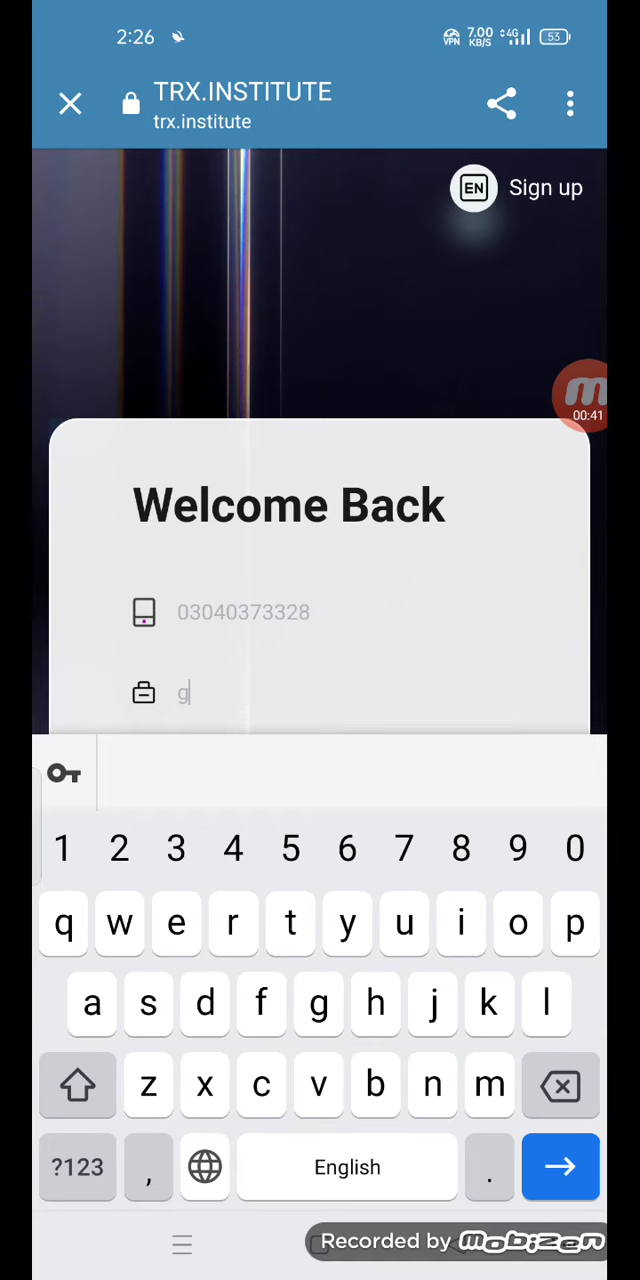 2:26
VPN 7.00 KB/S 4G 53
TRX.INSTITUTE
trx.institute
EN Sign up
00:41
Welcome Back
03040373328
g
1 2 3 4 5 6 7 8 9 0
q w e r t y u i o p
a s d f g h j k l
z x c v b n m
?123 , English .
Recorded by mobizen